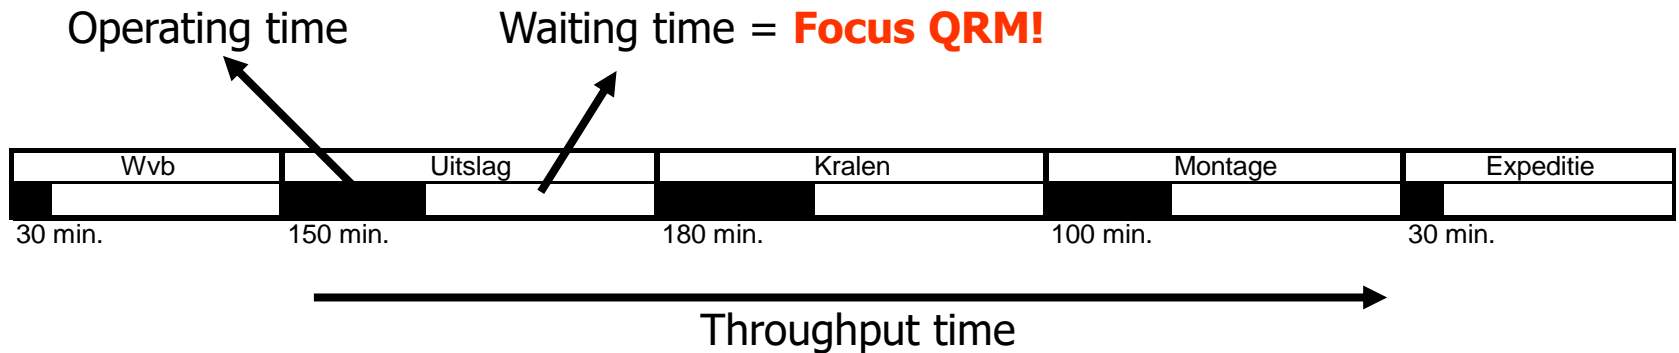 Operating time Waiting time = Focus QRM!
Wvb Uitslag Kralen Montage Expeditie
30 min. 150 min. 180 min. 100 min. 30 min.
Throughput time